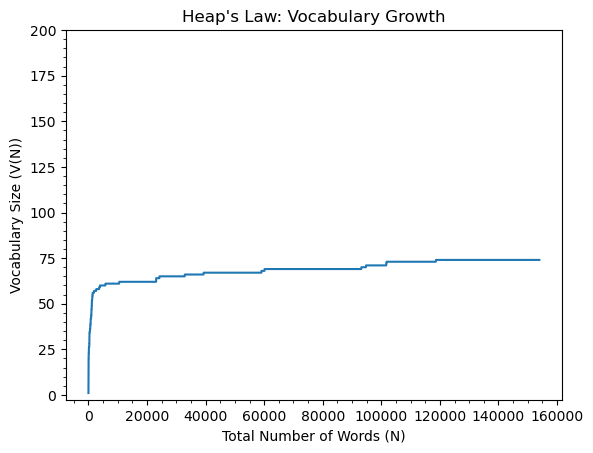 Heap's Law: Vocabulary Growth
200
175
150
125
100
75
50
25
0
Vocabulary Size (V(N))
0 20000 40000 60000 80000 100000 120000 140000 160000
Total Number of Words (N)